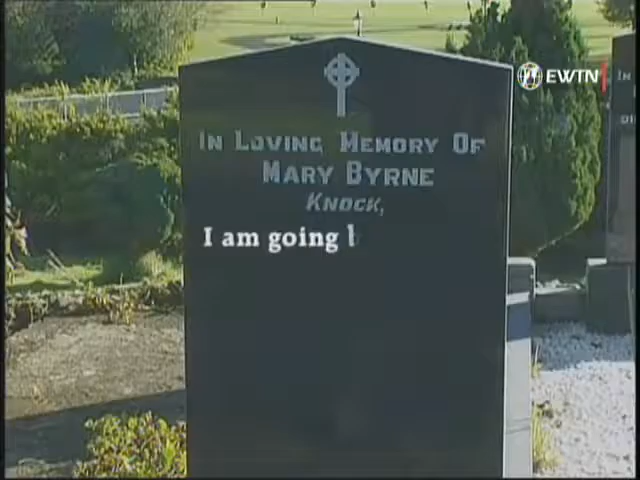 EWTN
IN LOVING MEMORY OF
MARY BYRNE
KNOCK,
I am going